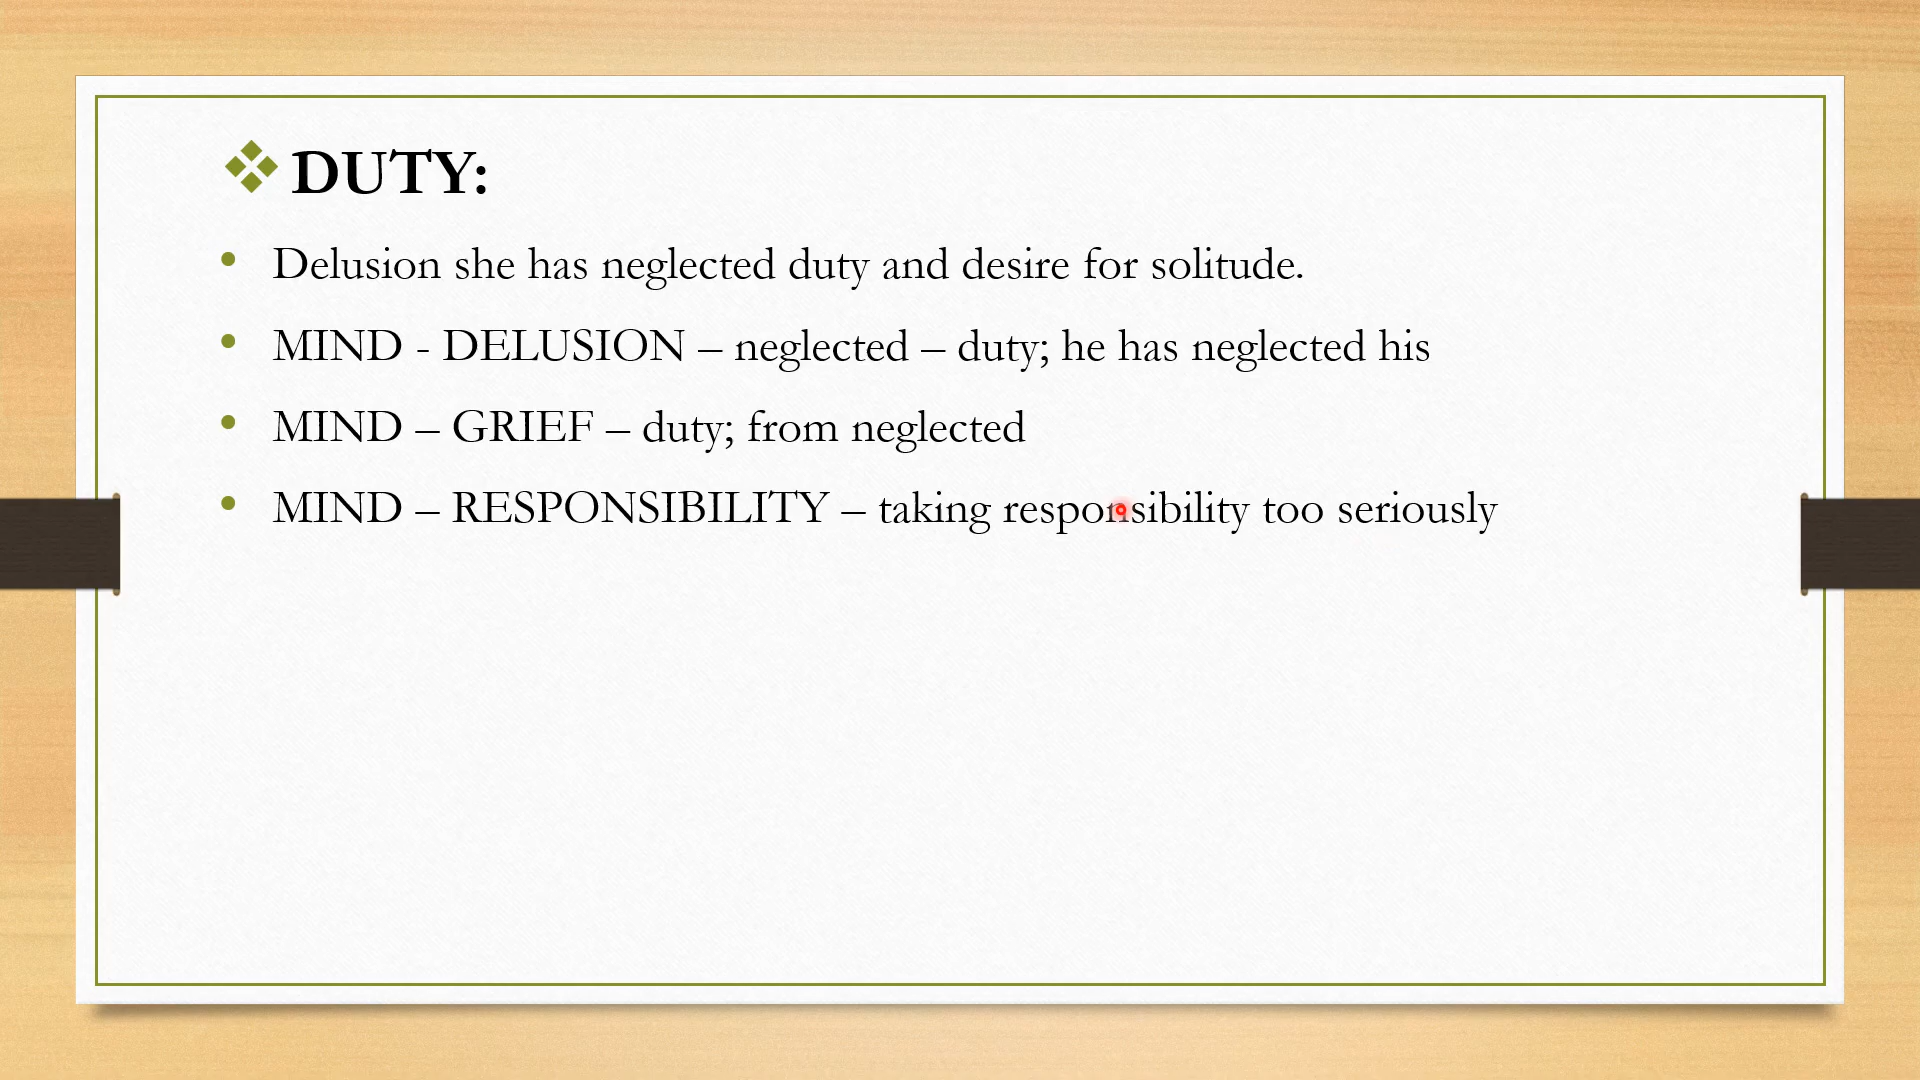 DUTY:
Delusion she has neglected duty and desire for solitude.
MIND - DELUSION – neglected – duty; he has neglected his
MIND – GRIEF – duty; from neglected
MIND – RESPONSIBILITY – taking responsibility too seriously